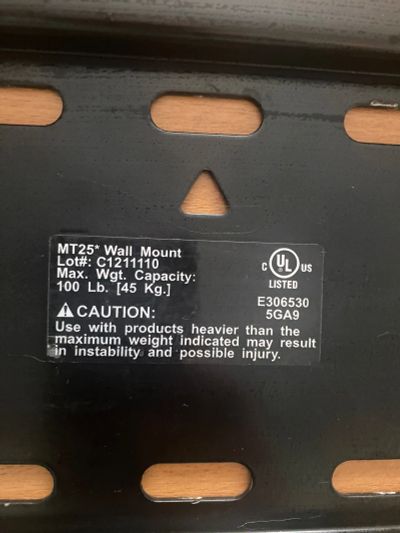 MT25* Wall Mount
Lot#: C1211110
Max. Wgt. Capacity:
100 Lb. [45 Kg.]
C UL US
LISTED
E306530
5GA9
CAUTION:
Use with products heavier than the
maximum weight indicated may result
in instability and possible injury.